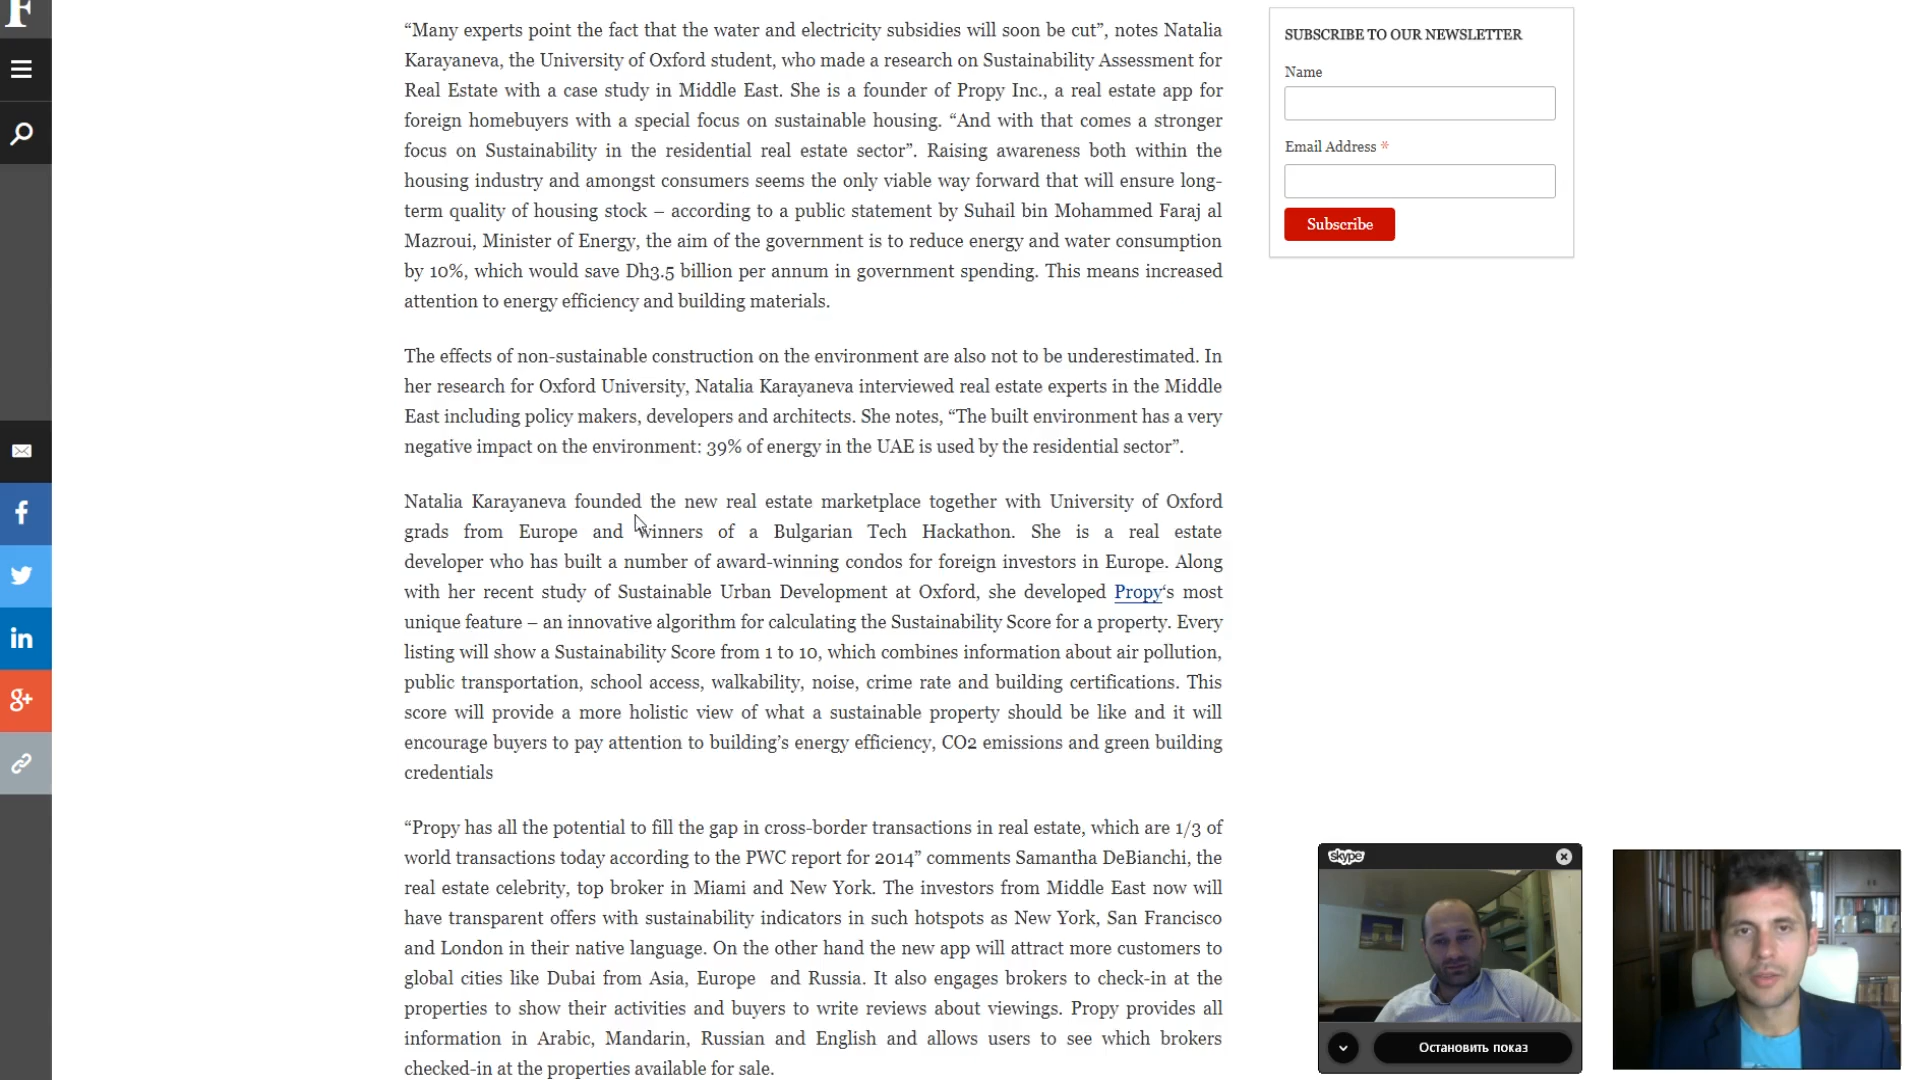 F
“Many experts point the fact that the water and electricity subsidies will soon be cut”, notes Natalia
Karayaneva, the University of Oxford student, who made a research on Sustainability Assessment for
Real Estate with a case study in Middle East. She is a founder of Propy Inc., a real estate app for
foreign homebuyers with a special focus on sustainable housing. “And with that comes a stronger
focus on Sustainability in the residential real estate sector”. Raising awareness both within the
housing industry and amongst consumers seems the only viable way forward that will ensure long-
term quality of housing stock – according to a public statement by Suhail bin Mohammed Faraj al
Mazroui, Minister of Energy, the aim of the government is to reduce energy and water consumption
by 10%, which would save Dh3.5 billion per annum in government spending. This means increased
attention to energy efficiency and building materials.
The effects of non-sustainable construction on the environment are also not to be underestimated. In
her research for Oxford University, Natalia Karayaneva interviewed real estate experts in the Middle
East including policy makers, developers and architects. She notes, “The built environment has a very
negative impact on the environment: 39% of energy in the UAE is used by the residential sector”.
Natalia Karayaneva founded the new real estate marketplace together with University of Oxford
grads from Europe and winners of a Bulgarian Tech Hackathon. She is a real estate
developer who has built a number of award-winning condos for foreign investors in Europe. Along
with her recent study of Sustainable Urban Development at Oxford, she developed Propy‘s most
unique feature – an innovative algorithm for calculating the Sustainability Score for a property. Every
listing will show a Sustainability Score from 1 to 10, which combines information about air pollution,
public transportation, school access, walkability, noise, crime rate and building certifications. This
score will provide a more holistic view of what a sustainable property should be like and it will
encourage buyers to pay attention to building’s energy efficiency, CO2 emissions and green building
credentials
“Propy has all the potential to fill the gap in cross-border transactions in real estate, which are 1/3 of
world transactions today according to the PWC report for 2014” comments Samantha DeBianchi, the
real estate celebrity, top broker in Miami and New York. The investors from Middle East now will
have transparent offers with sustainability indicators in such hotspots as New York, San Francisco
and London in their native language. On the other hand the new app will attract more customers to
global cities like Dubai from Asia, Europe and Russia. It also engages brokers to check-in at the
properties to show their activities and buyers to write reviews about viewings. Propy provides all
information in Arabic, Mandarin, Russian and English and allows users to see which brokers
checked-in at the properties available for sale.
SUBSCRIBE TO OUR NEWSLETTER
Name
Email Address *
Subscribe
f
in
g+
skype
Остановить показ